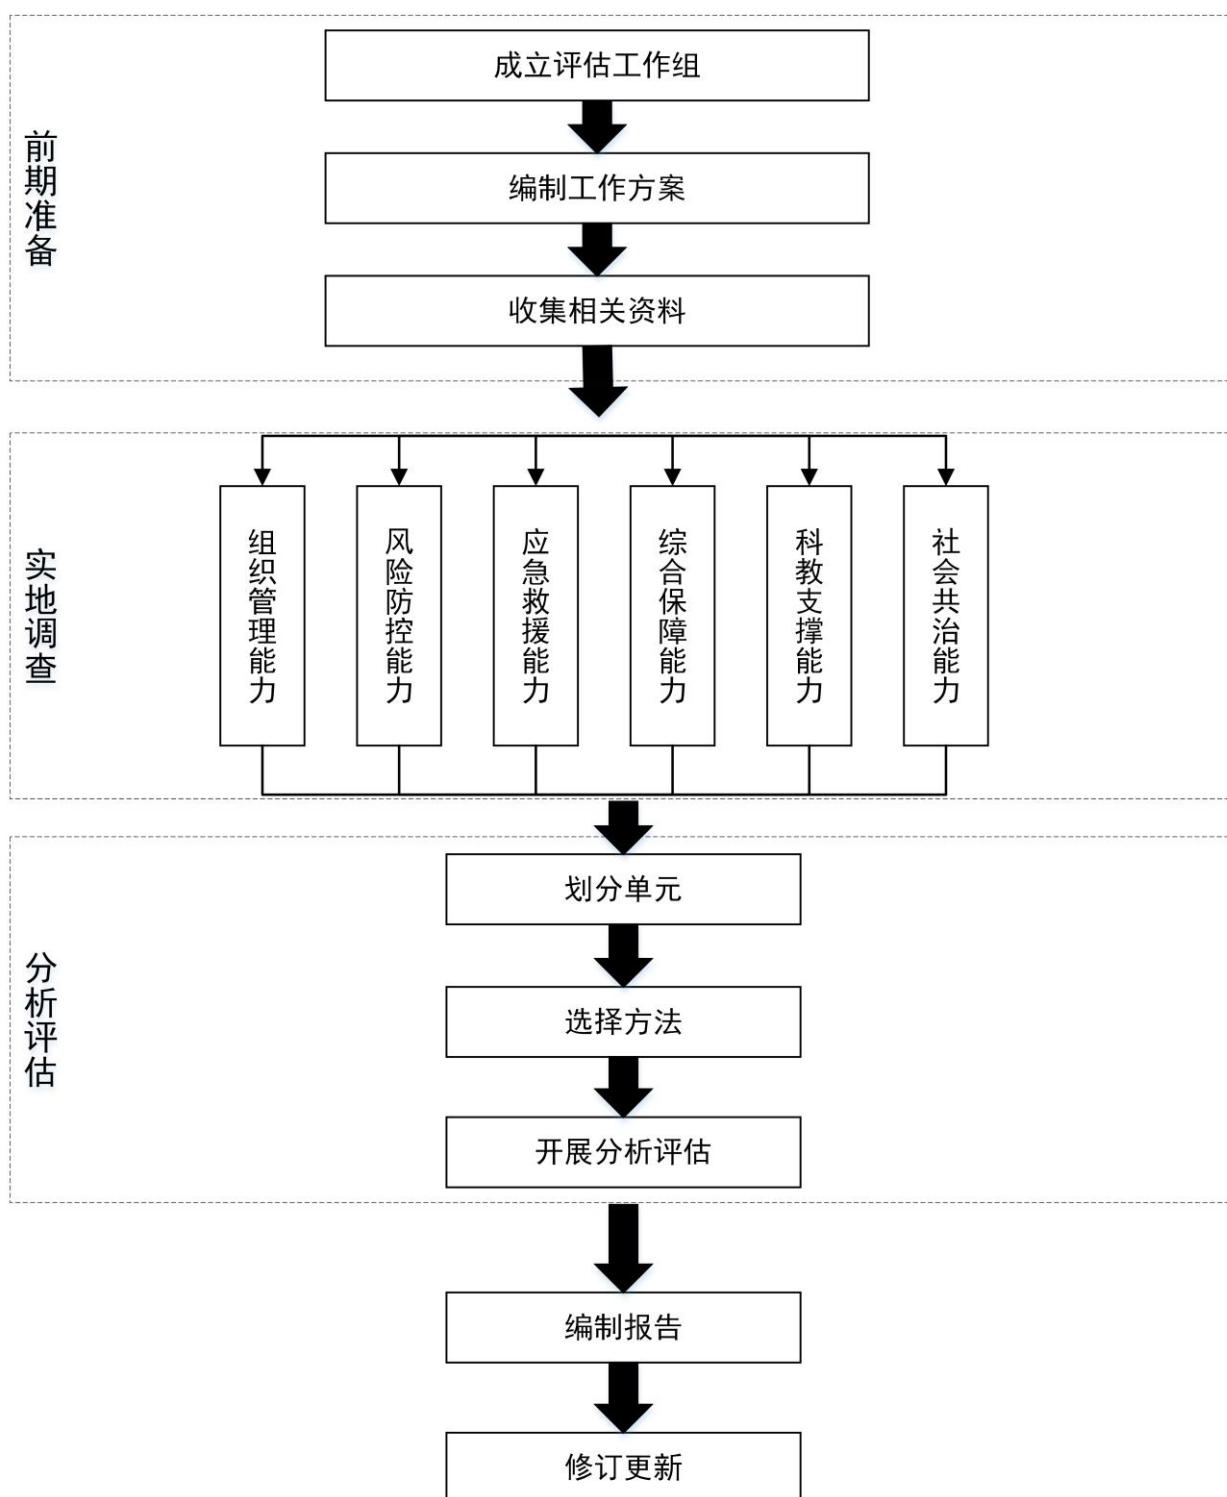 前期准备
成立评估工作组
编制工作方案
收集相关资料
实地调查
组织管理能力
风险防控能力
应急救援能力
综合保障能力
科教支撑能力
社会共治能力
分析评估
划分单元
选择方法
开展分析评估
编制报告
修订更新